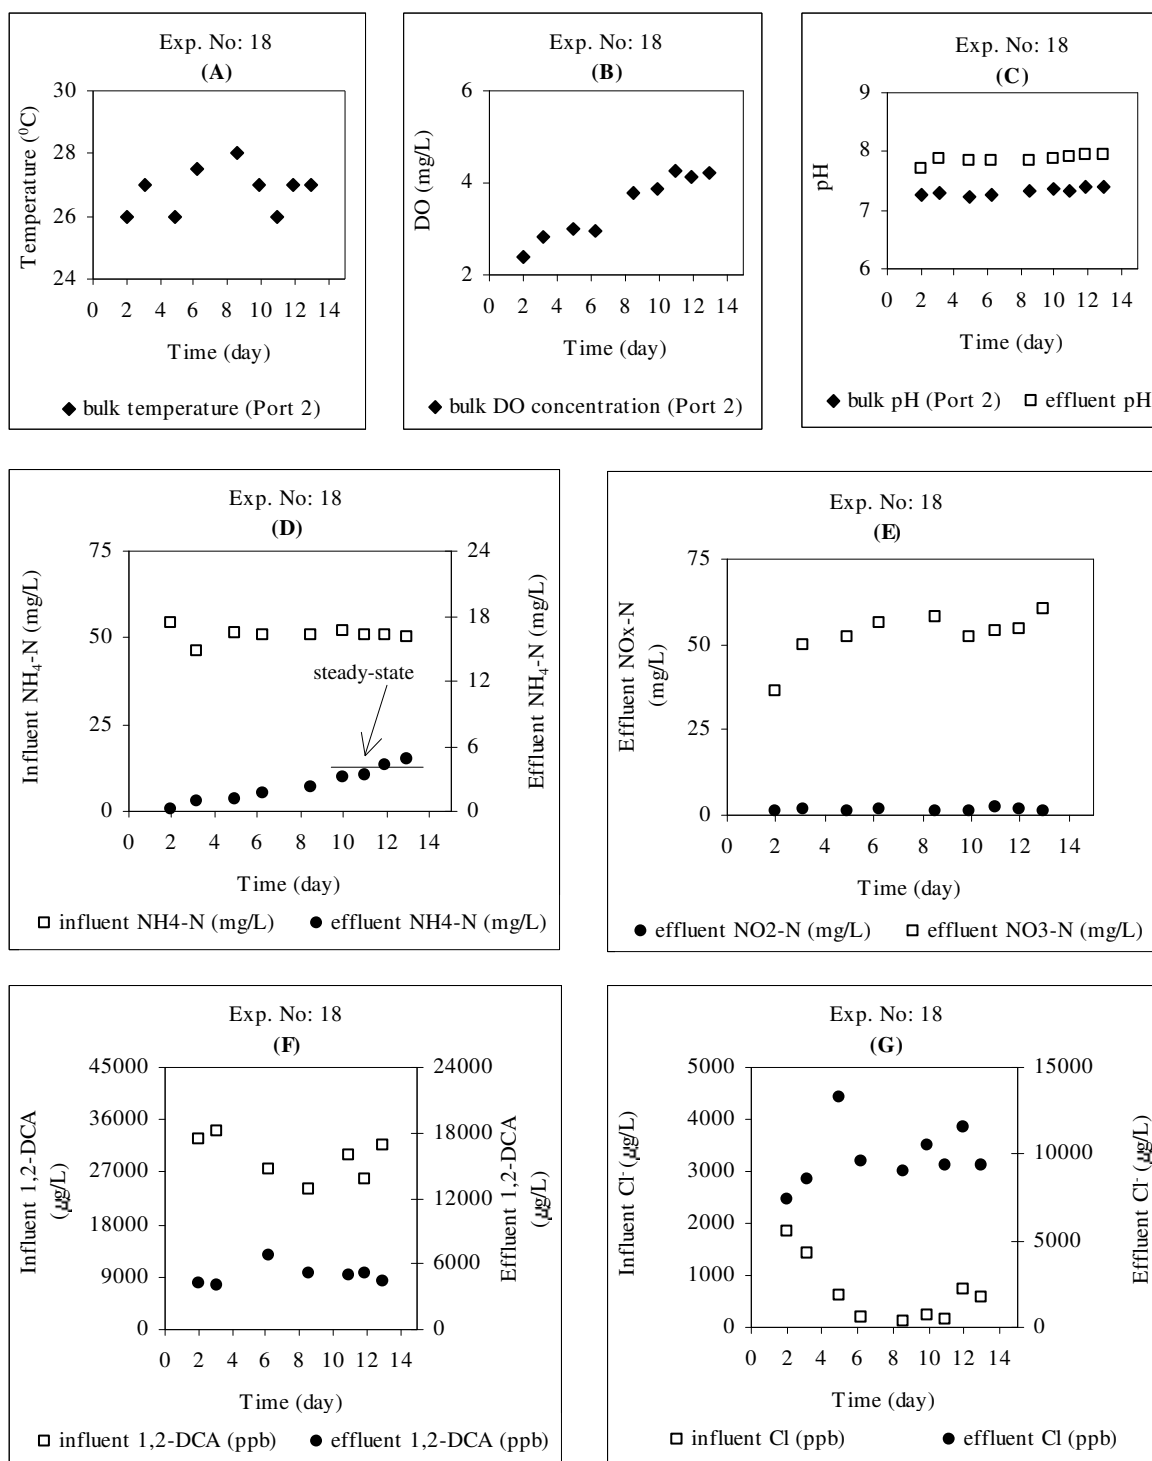 Exp. No: 18
(A)
Temperature (⁰C)
30
28
26
24
0 2 4 6 8 10 12 14
Time (day)
bulk temperature (Port 2)
Exp. No: 18
(B)
DO (mg/L)
6
4
2
0 2 4 6 8 10 12 14
Time (day)
bulk DO concentration (Port 2)
Exp. No: 18
(C)
pH
9
8
7
6
0 2 4 6 8 10 12 14
Time (day)
bulk pH (Port 2) effluent pH
Exp. No: 18
(D)
Influent NH₄-N (mg/L)
75
50
25
0
steady-state
24
18
12
6
0
Effluent NH₄-N (mg/L)
0 2 4 6 8 10 12 14
Time (day)
influent NH4-N (mg/L) effluent NH4-N (mg/L)
Exp. No: 18
(E)
Effluent NOx-N
(mg/L)
75
50
25
0
0 2 4 6 8 10 12 14
Time (day)
effluent NO2-N (mg/L) effluent NO3-N (mg/L)
Exp. No: 18
(F)
Influent 1,2-DCA
(µg/L)
45000
36000
27000
18000
9000
0
24000
18000
12000
6000
0
Effluent 1,2-DCA
(µg/L)
0 2 4 6 8 10 12 14
Time (day)
influent 1,2-DCA (ppb) effluent 1,2-DCA (ppb)
Exp. No: 18
(G)
Influent Cl⁻ (µg/L)
5000
4000
3000
2000
1000
0
15000
10000
5000
0
Effluent Cl⁻ (µg/L)
0 2 4 6 8 10 12 14
Time (day)
influent Cl (ppb) effluent Cl (ppb)